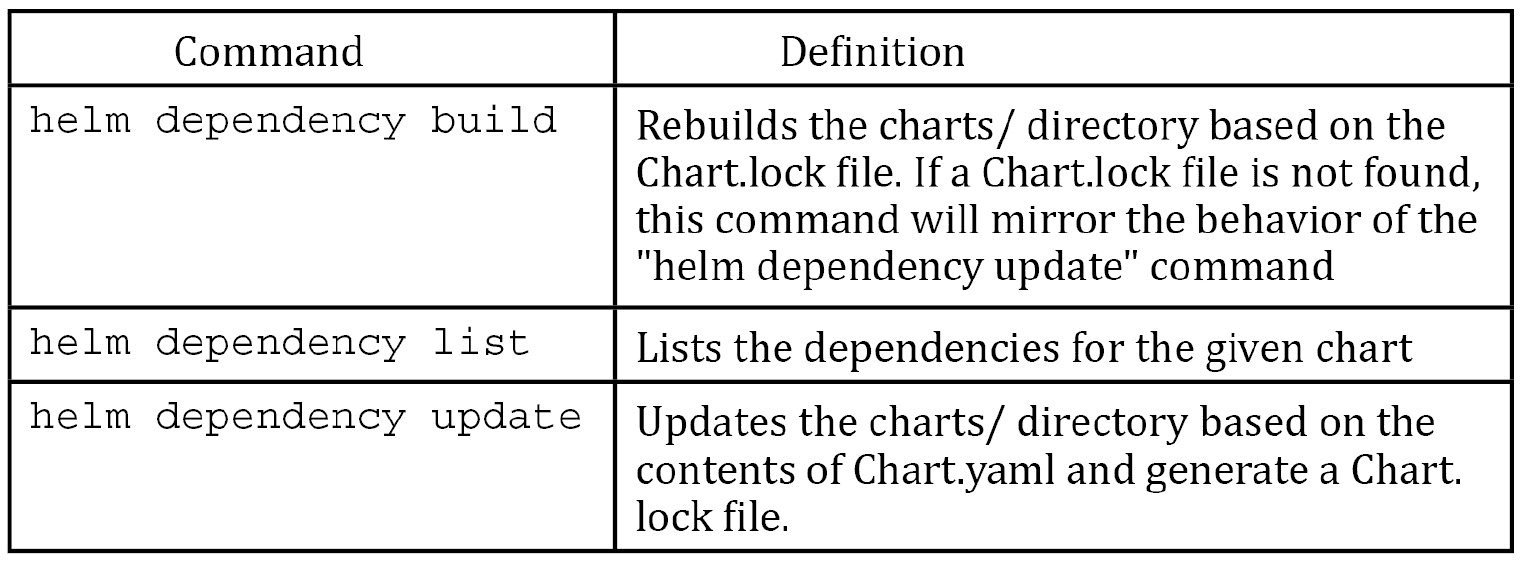 Command
Definition
helm dependency build
Rebuilds the charts/ directory based on the
Chart.lock file. If a Chart.lock file is not found,
this command will mirror the behavior of the
"helm dependency update" command
helm dependency list
Lists the dependencies for the given chart
helm dependency update
Updates the charts/ directory based on the
contents of Chart.yaml and generate a Chart.
lock file.